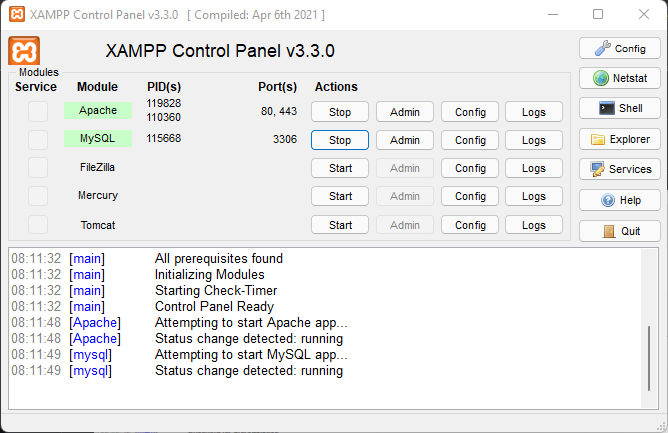 XAMPP Control Panel v3.3.0 [ Compiled: Apr 6th 2021 ]
XAMPP Control Panel v3.3.0
Config
Modules
Service Module PID(s) Port(s) Actions
Netstat
Apache 119828 110360 80, 443 Stop Admin Config Logs
Shell
MySQL 115668 3306 Stop Admin Config Logs
Explorer
FileZilla Start Admin Config Logs
Services
Mercury Start Admin Config Logs
Help
Tomcat Start Admin Config Logs
Quit
08:11:32 [main] All prerequisites found
08:11:32 [main] Initializing Modules
08:11:32 [main] Starting Check-Timer
08:11:32 [main] Control Panel Ready
08:11:48 [Apache] Attempting to start Apache app...
08:11:48 [Apache] Status change detected: running
08:11:49 [mysql] Attempting to start MySQL app...
08:11:49 [mysql] Status change detected: running